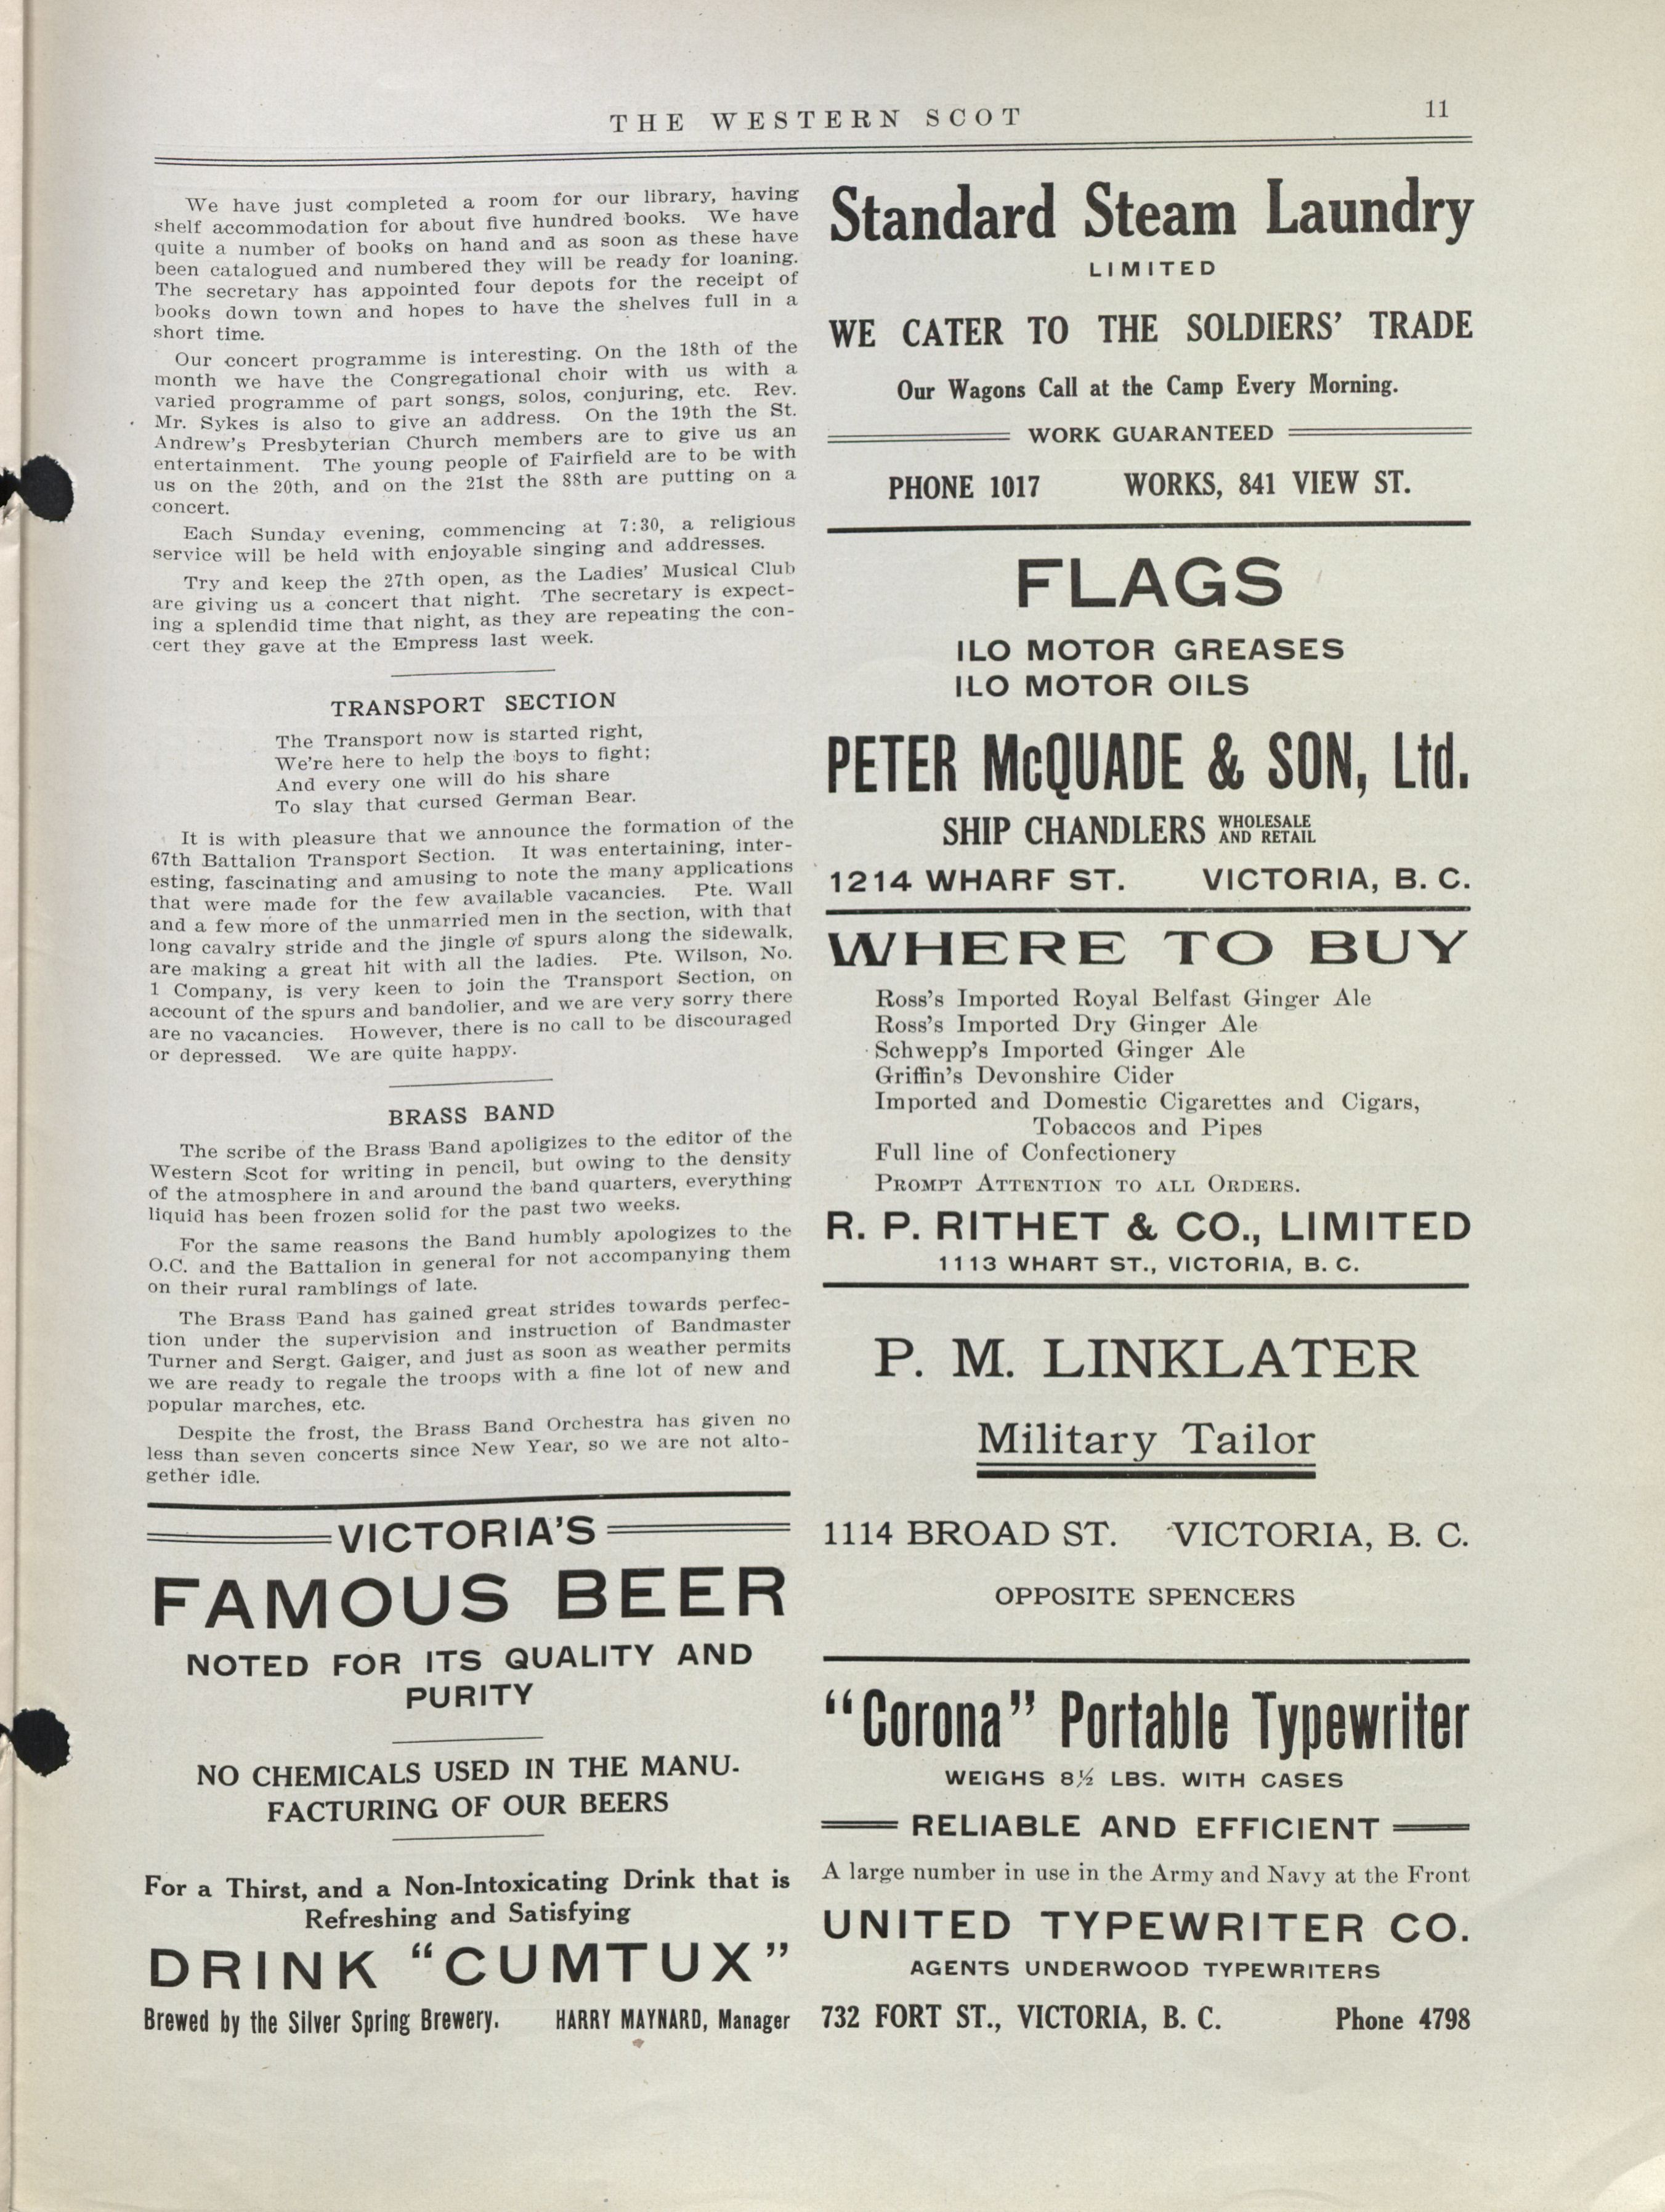 THE WESTERN SCOT
11
We have just completed a room for our library, having
shelf accommodation for about five hundred books. We have
quite a number of books on hand and as soon as these have
been catalogued and numbered they will be ready for loaning.
The secretary has appointed four depots for the receipt of
books down town and hopes to have the shelves full in a
short time.
Our concert programme is interesting. On the 18th of the
month we have the Congregational choir with us with a
varied programme of part songs, solos, conjuring, etc. Rev.
Mr. Sykes is also to give an address. On the 19th the St.
Andrew's Presbyterian Church members are to give us an
entertainment. The young people of Fairfield are to be with
us on the 20th, and on the 21st the 88th are putting on a
concert.
Each Sunday evening, commencing at 7:30, a religious
service will be held with enjoyable singing and addresses.
Try and keep the 27th open, as the Ladies' Musical Club
are giving us a concert that night. The secretary is expect-
ing a splendid time that night, as they are repeating the con-
cert they gave at the Empress last week.
TRANSPORT SECTION
The Transport now is started right,
We're here to help the boys to fight;
And every one will do his share
To slay that cursed German Bear.
It is with pleasure that we announce the formation of the
67th Battalion Transport Section. It was entertaining, inter-
esting, fascinating and amusing to note the many applications
that were made for the few available vacancies. Pte. Wall
and a few more of the unmarried men in the section, with that
long cavalry stride and the jingle of spurs along the sidewalk,
are making a great hit with all the ladies. Pte. Wilson, No.
1 Company, is very keen to join the Transport Section, on
account of the spurs and bandolier, and we are very sorry there
are no vacancies. However, there is no call to be discouraged
or depressed. We are quite happy.
BRASS BAND
The scribe of the Brass Band apoligizes to the editor of the
Western Scot for writing in pencil, but owing to the density
of the atmosphere in and around the band quarters, everything
liquid has been frozen solid for the past two weeks.
For the same reasons the Band humbly apologizes to the
O.C. and the Battalion in general for not accompanying them
on their rural ramblings of late.
The Brass Band has gained great strides towards perfec-
tion under the supervision and instruction of Bandmaster
Turner and Sergt. Gaiger, and just as soon as weather permits
we are ready to regale the troops with a fine lot of new and
popular marches, etc.
Despite the frost, the Brass Band Orchestra has given no
less than seven concerts since New Year, so we are not alto-
gether idle.
VICTORIA'S
FAMOUS BEER
NOTED FOR ITS QUALITY AND
PURITY
NO CHEMICALS USED IN THE MANU-
FACTURING OF OUR BEERS
For a Thirst, and a Non-Intoxicating Drink that is
Refreshing and Satisfying
DRINK "CUMTUX"
Brewed by the Silver Spring Brewery. HARRY MAYNARD, Manager
Standard Steam Laundry
LIMITED
WE CATER TO THE SOLDIERS' TRADE
Our Wagons Call at the Camp Every Morning.
WORK GUARANTEED
PHONE 1017 WORKS, 841 VIEW ST.
FLAGS
ILO MOTOR GREASES
ILO MOTOR OILS
PETER McQUADE & SON, Ltd.
SHIP CHANDLERS WHOLESALE AND RETAIL
1214 WHARF ST. VICTORIA, B. C.
WHERE TO BUY
Ross's Imported Royal Belfast Ginger Ale
Ross's Imported Dry Ginger Ale
Schwepp's Imported Ginger Ale
Griffin's Devonshire Cider
Imported and Domestic Cigarettes and Cigars,
Tobaccos and Pipes
Full line of Confectionery
PROMPT ATTENTION TO ALL ORDERS.
R. P. RITHET & CO., LIMITED
1113 WHART ST., VICTORIA, B. C.
P. M. LINKLATER
Military Tailor
1114 BROAD ST. VICTORIA, B. C.
OPPOSITE SPENCERS
"Corona" Portable Typewriter
WEIGHS 8½ LBS. WITH CASES
RELIABLE AND EFFICIENT
A large number in use in the Army and Navy at the Front
UNITED TYPEWRITER CO.
AGENTS UNDERWOOD TYPEWRITERS
732 FORT ST., VICTORIA, B. C. Phone 4798